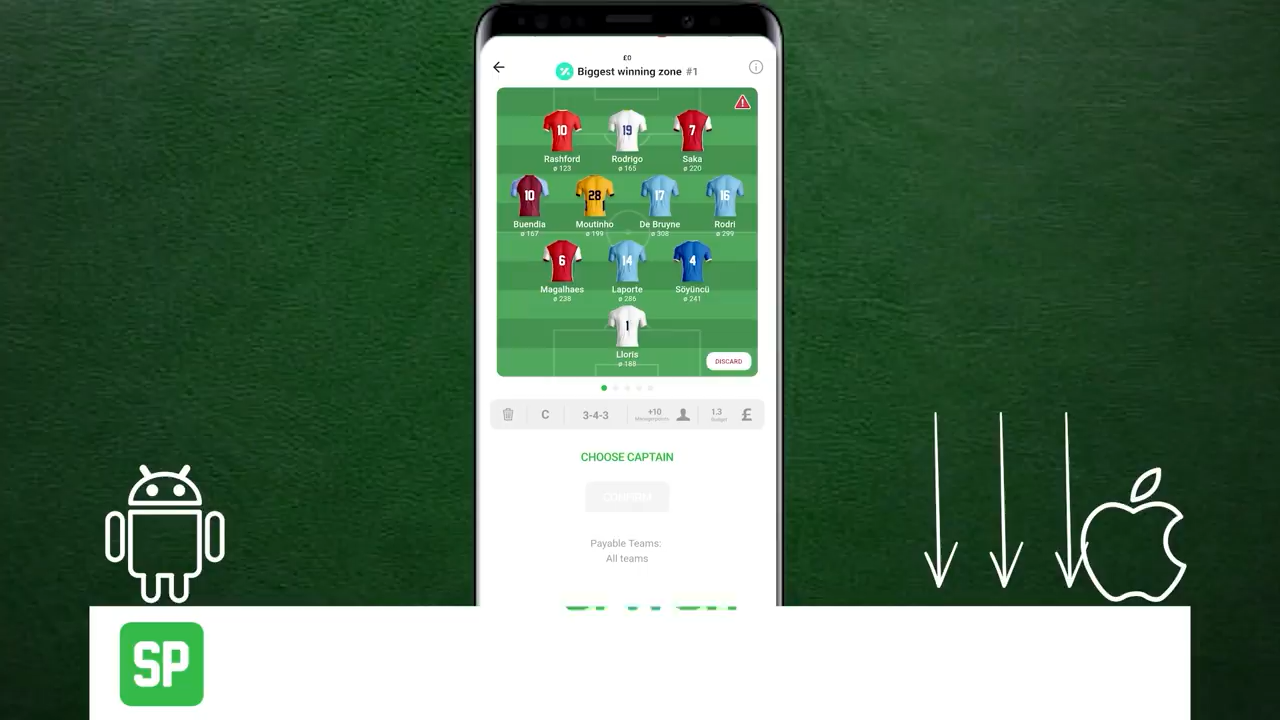 £0
Biggest winning zone #1
10 19 7
Rashford Rodrigo Saka
ø 123 ø 165 ø 220
10 28 17 16
Buendia Moutinho De Bruyne Rodri
ø 167 ø 199 ø 308 ø 299
6 14 4
Magalhaes Laporte Söyüncü
ø 238 ø 286 ø 241
1
Lloris
ø 188
DISCARD
C 3-4-3 +10 1.3 £
Budget
CHOOSE CAPTAIN
CONFIRM
Payable Teams:
All teams
SP